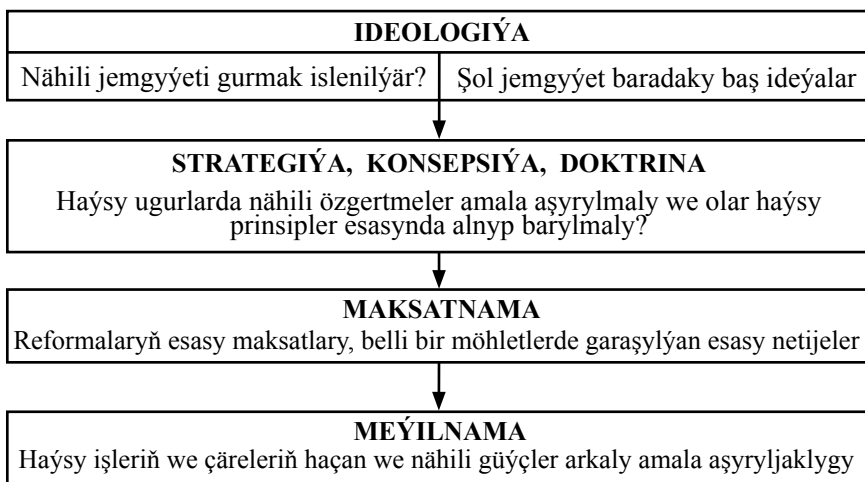 IDEOLOGIÝA
Nähili jemgyýeti gurmak islenilýär?
Şol jemgyýet baradaky baş ideýalar
STRATEGIÝA, KONSEPSIÝA, DOKTRINA
Haýsy ugurlarda nähili özgertmeler amala aşyrylmaly we olar haýsy
prinsipler esasynda alnyp barylmaly?
MAKSATNAMA
Reformalaryň esasy maksatlary, belli bir möhletlerde garaşylýan esasy netijeler
MEÝILNAMA
Haýsy işleriň we çäreleriň haçan we nähili güýçler arkaly amala aşyryljaklygy